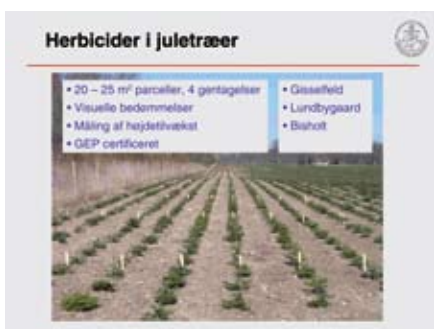 Herbicider i juletræer
• 20 – 25 m² parceller, 4 gentagelser
• Visuelle bedømmelser
• Måling af højdetilvækst
• GEP certificeret
• Gisselfeld
• Lundbygaard
• Bisholt